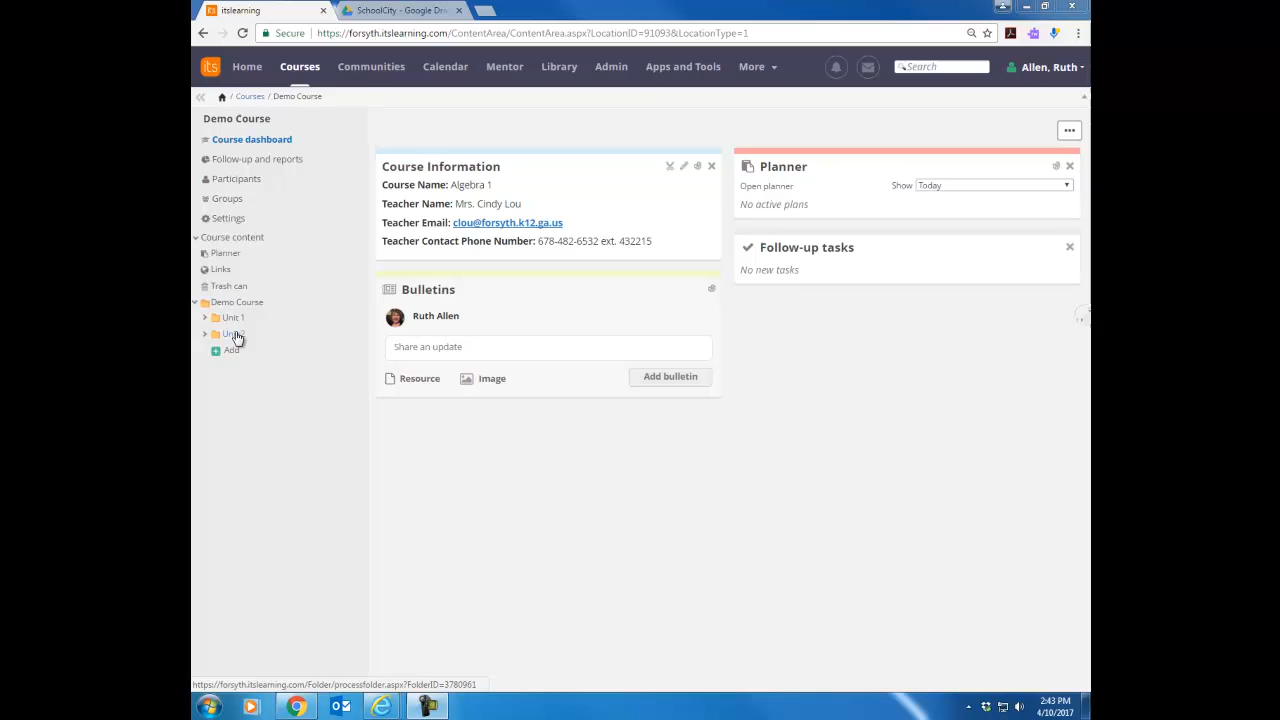 itslearning
SchoolCity - Google Dri
Secure
https://forsyth.itslearning.com/ContentArea/ContentArea.aspx?LocationID=91093&LocationType=1
its
Home
Courses
Communities
Calendar
Mentor
Library
Admin
Apps and Tools
More
Search
Allen, Ruth
/ Courses / Demo Course
Demo Course
Course dashboard
Follow-up and reports
Participants
Groups
Settings
Course content
Planner
Links
Trash can
Demo Course
Unit 1
Add
Course Information
Course Name: Algebra 1
Teacher Name: Mrs. Cindy Lou
Teacher Email: clou@forsyth.k12.ga.us
Teacher Contact Phone Number: 678-482-6532 ext. 432215
Bulletins
Ruth Allen
Share an update
Resource
Image
Add bulletin
Planner
Open planner
Show
Today
No active plans
Follow-up tasks
No new tasks
https://forsyth.itslearning.com/Folder/processfolder.aspx?FolderID=3780961
2:43 PM
4/10/2017